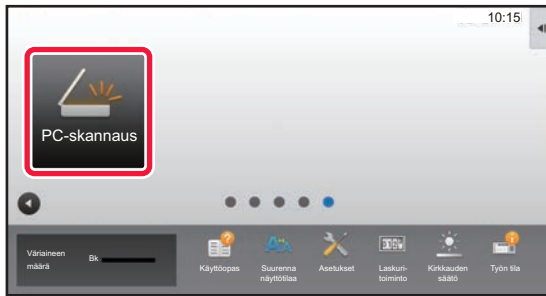 10:15
PC-skannaus
Väriaineen
määrä
Bk
Käyttöopas
Suurenna
näyttötilaa
Asetukset
Laskuri-
toiminto
Kirkkauden
säätö
Työn tila